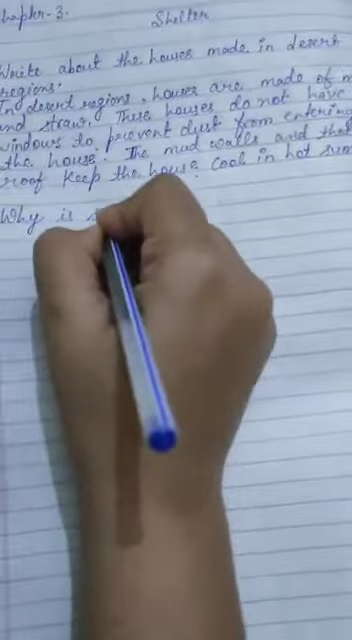 hapter-3. Shelter
Write about the houses made in desert
regions.
In desert regions, houses are made of m
and straw. These houses do not have
windows to prevent dust from entering
the house. The mud walls and that
roof keep the house cool in hot sum
Why is